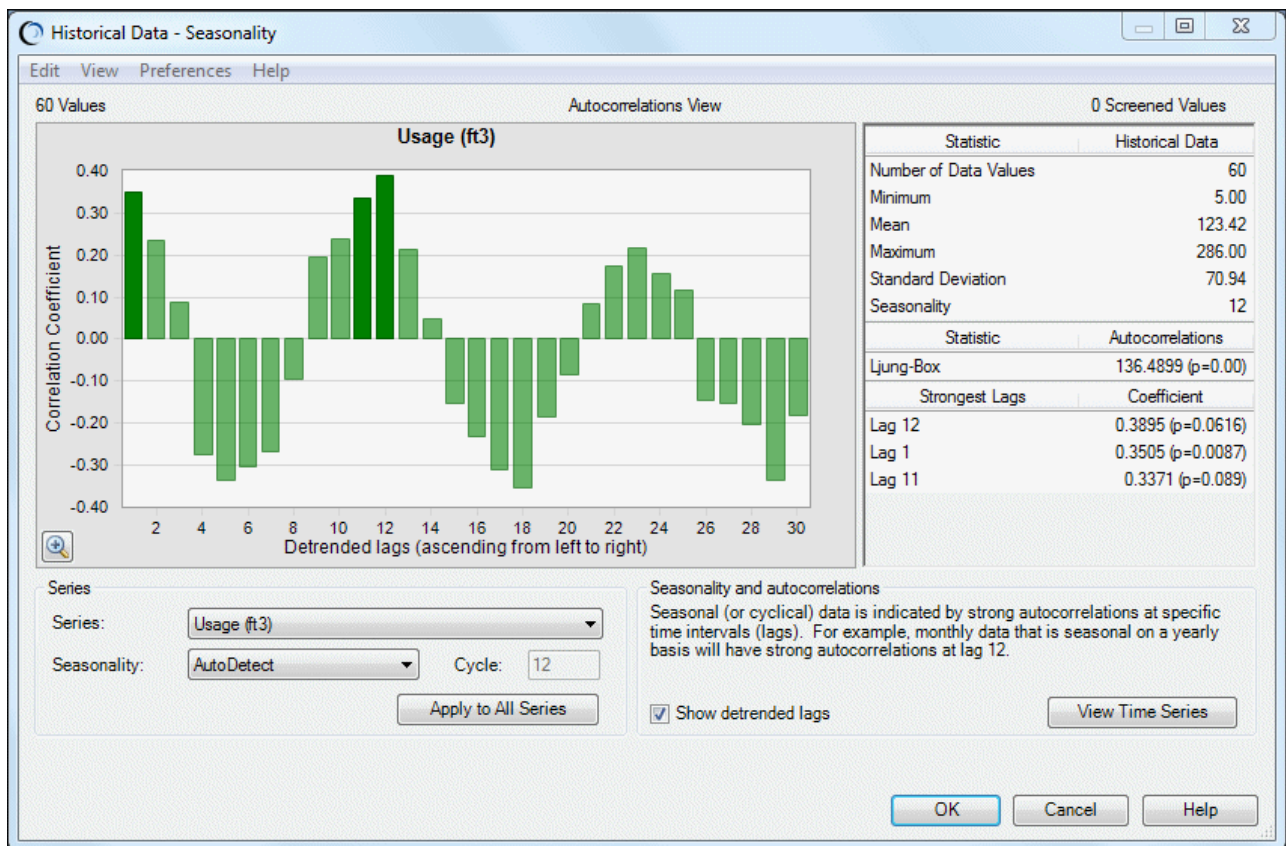 Historical Data - Seasonality
Edit View Preferences Help
60 Values Autocorrelations View 0 Screened Values
Usage (ft3)
Correlation Coefficient
0.40
0.30
0.20
0.10
0.00
-0.10
-0.20
-0.30
-0.40
2 4 6 8 10 12 14 16 18 20 22 24 26 28 30
Detrended lags (ascending from left to right)
Statistic Historical Data
Number of Data Values 60
Minimum 5.00
Mean 123.42
Maximum 286.00
Standard Deviation 70.94
Seasonality 12
Statistic Autocorrelations
Ljung-Box 136.4899 (p=0.00)
Strongest Lags Coefficient
Lag 12 0.3895 (p=0.0616)
Lag 1 0.3505 (p=0.0087)
Lag 11 0.3371 (p=0.089)
Series
Series: Usage (ft3)
Seasonality: AutoDetect Cycle: 12
Apply to All Series
Seasonality and autocorrelations
Seasonal (or cyclical) data is indicated by strong autocorrelations at specific
time intervals (lags). For example, monthly data that is seasonal on a yearly
basis will have strong autocorrelations at lag 12.
Show detrended lags View Time Series
OK Cancel Help